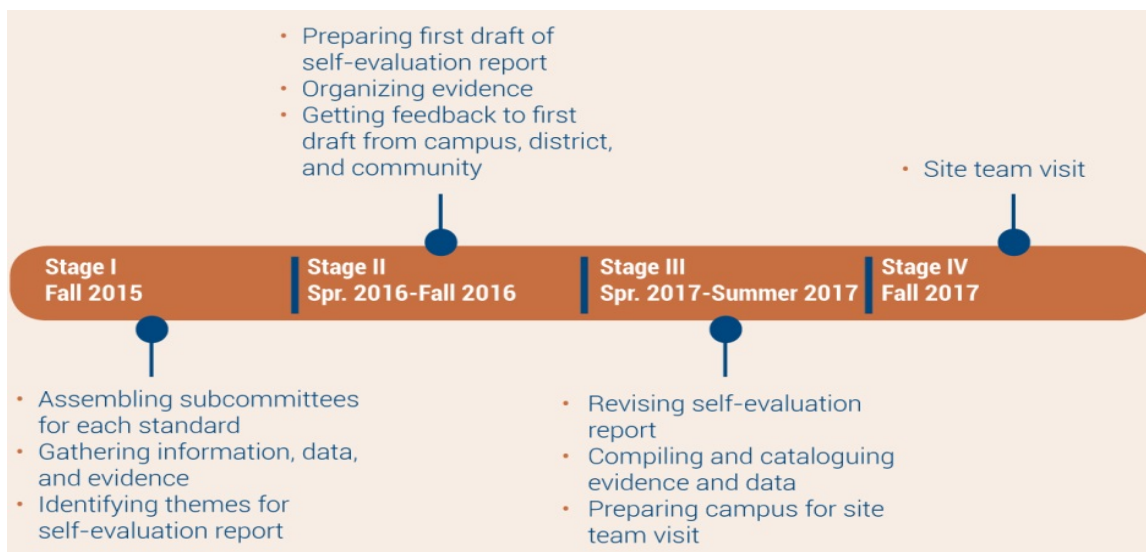 • Preparing first draft of
self-evaluation report
• Organizing evidence
• Getting feedback to first
draft from campus, district,
and community
• Site team visit
Stage I
Fall 2015
Stage II
Spr. 2016-Fall 2016
Stage III
Spr. 2017-Summer 2017
Stage IV
Fall 2017
• Assembling subcommittees
for each standard
• Gathering information, data,
and evidence
• Identifying themes for
self-evaluation report
• Revising self-evaluation
report
• Compiling and cataloguing
evidence and data
• Preparing campus for site
team visit